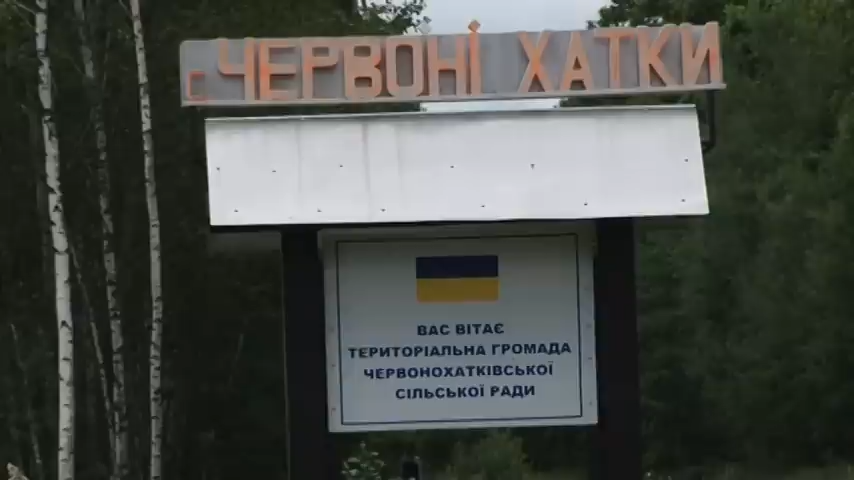 с. ЧЕРВОНІ ХАТКИ
ВАС ВІТАЄ
ТЕРИТОРІАЛЬНА ГРОМАДА
ЧЕРВОНОХАТКІВСЬКОЇ
СІЛЬСЬКОЇ РАДИ